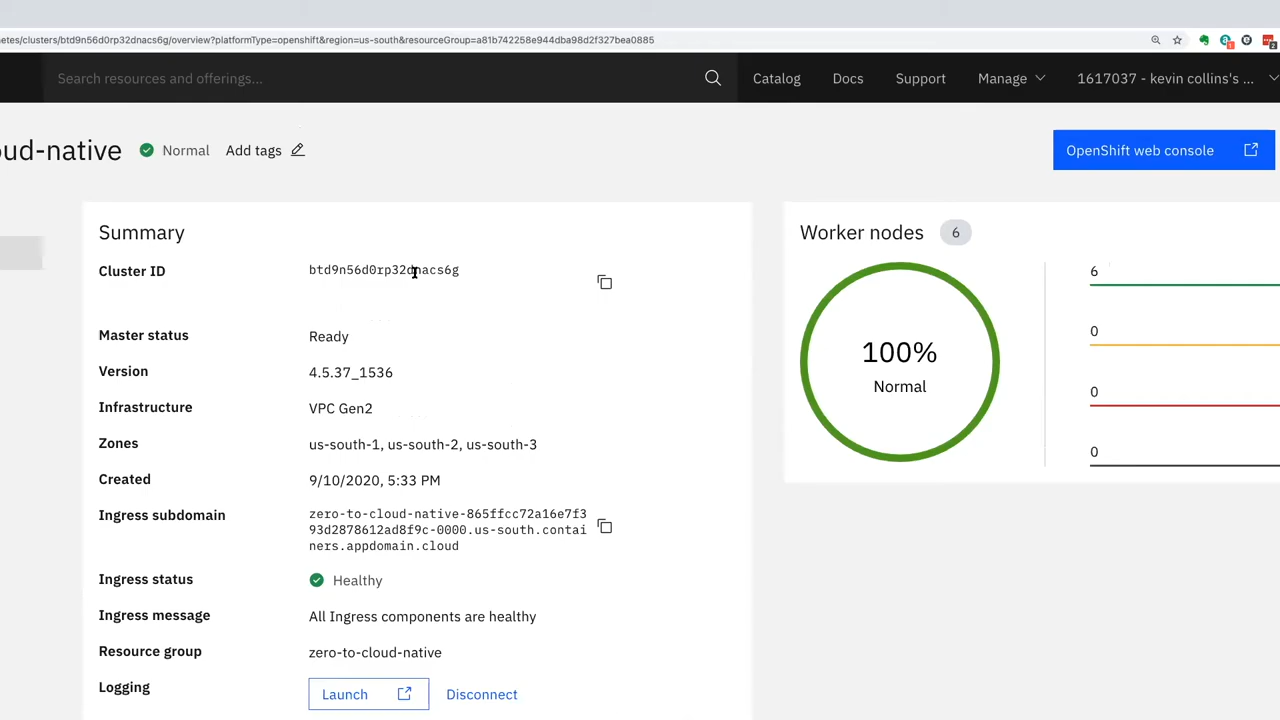 etes/clusters/btd9n56d0rp32dnacs6g/overview?platformType=openshift&region=us-south&resourceGroup=a81b742258e944dba98d2f327bea0885
Search resources and offerings...
Catalog
Docs
Support
Manage
1617037 - kevin collins's ...
oud-native
Normal
Add tags
OpenShift web console
Summary
Cluster ID
btd9n56d0rp32dnacs6g
Master status
Ready
Version
4.5.37_1536
Infrastructure
VPC Gen2
Zones
us-south-1, us-south-2, us-south-3
Created
9/10/2020, 5:33 PM
Ingress subdomain
zero-to-cloud-native-865ffcc72a16e7f3
93d2878612ad8f9c-0000.us-south.contai
ners.appdomain.cloud
Ingress status
Healthy
Ingress message
All Ingress components are healthy
Resource group
zero-to-cloud-native
Logging
Launch
Disconnect
Worker nodes
6
100%
Normal
6
0
0
0